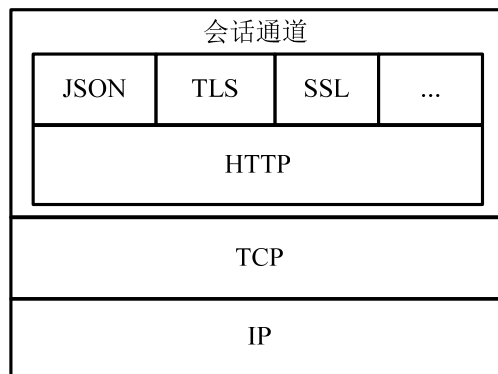 会话通道
JSON TLS SSL ...
HTTP
TCP
IP